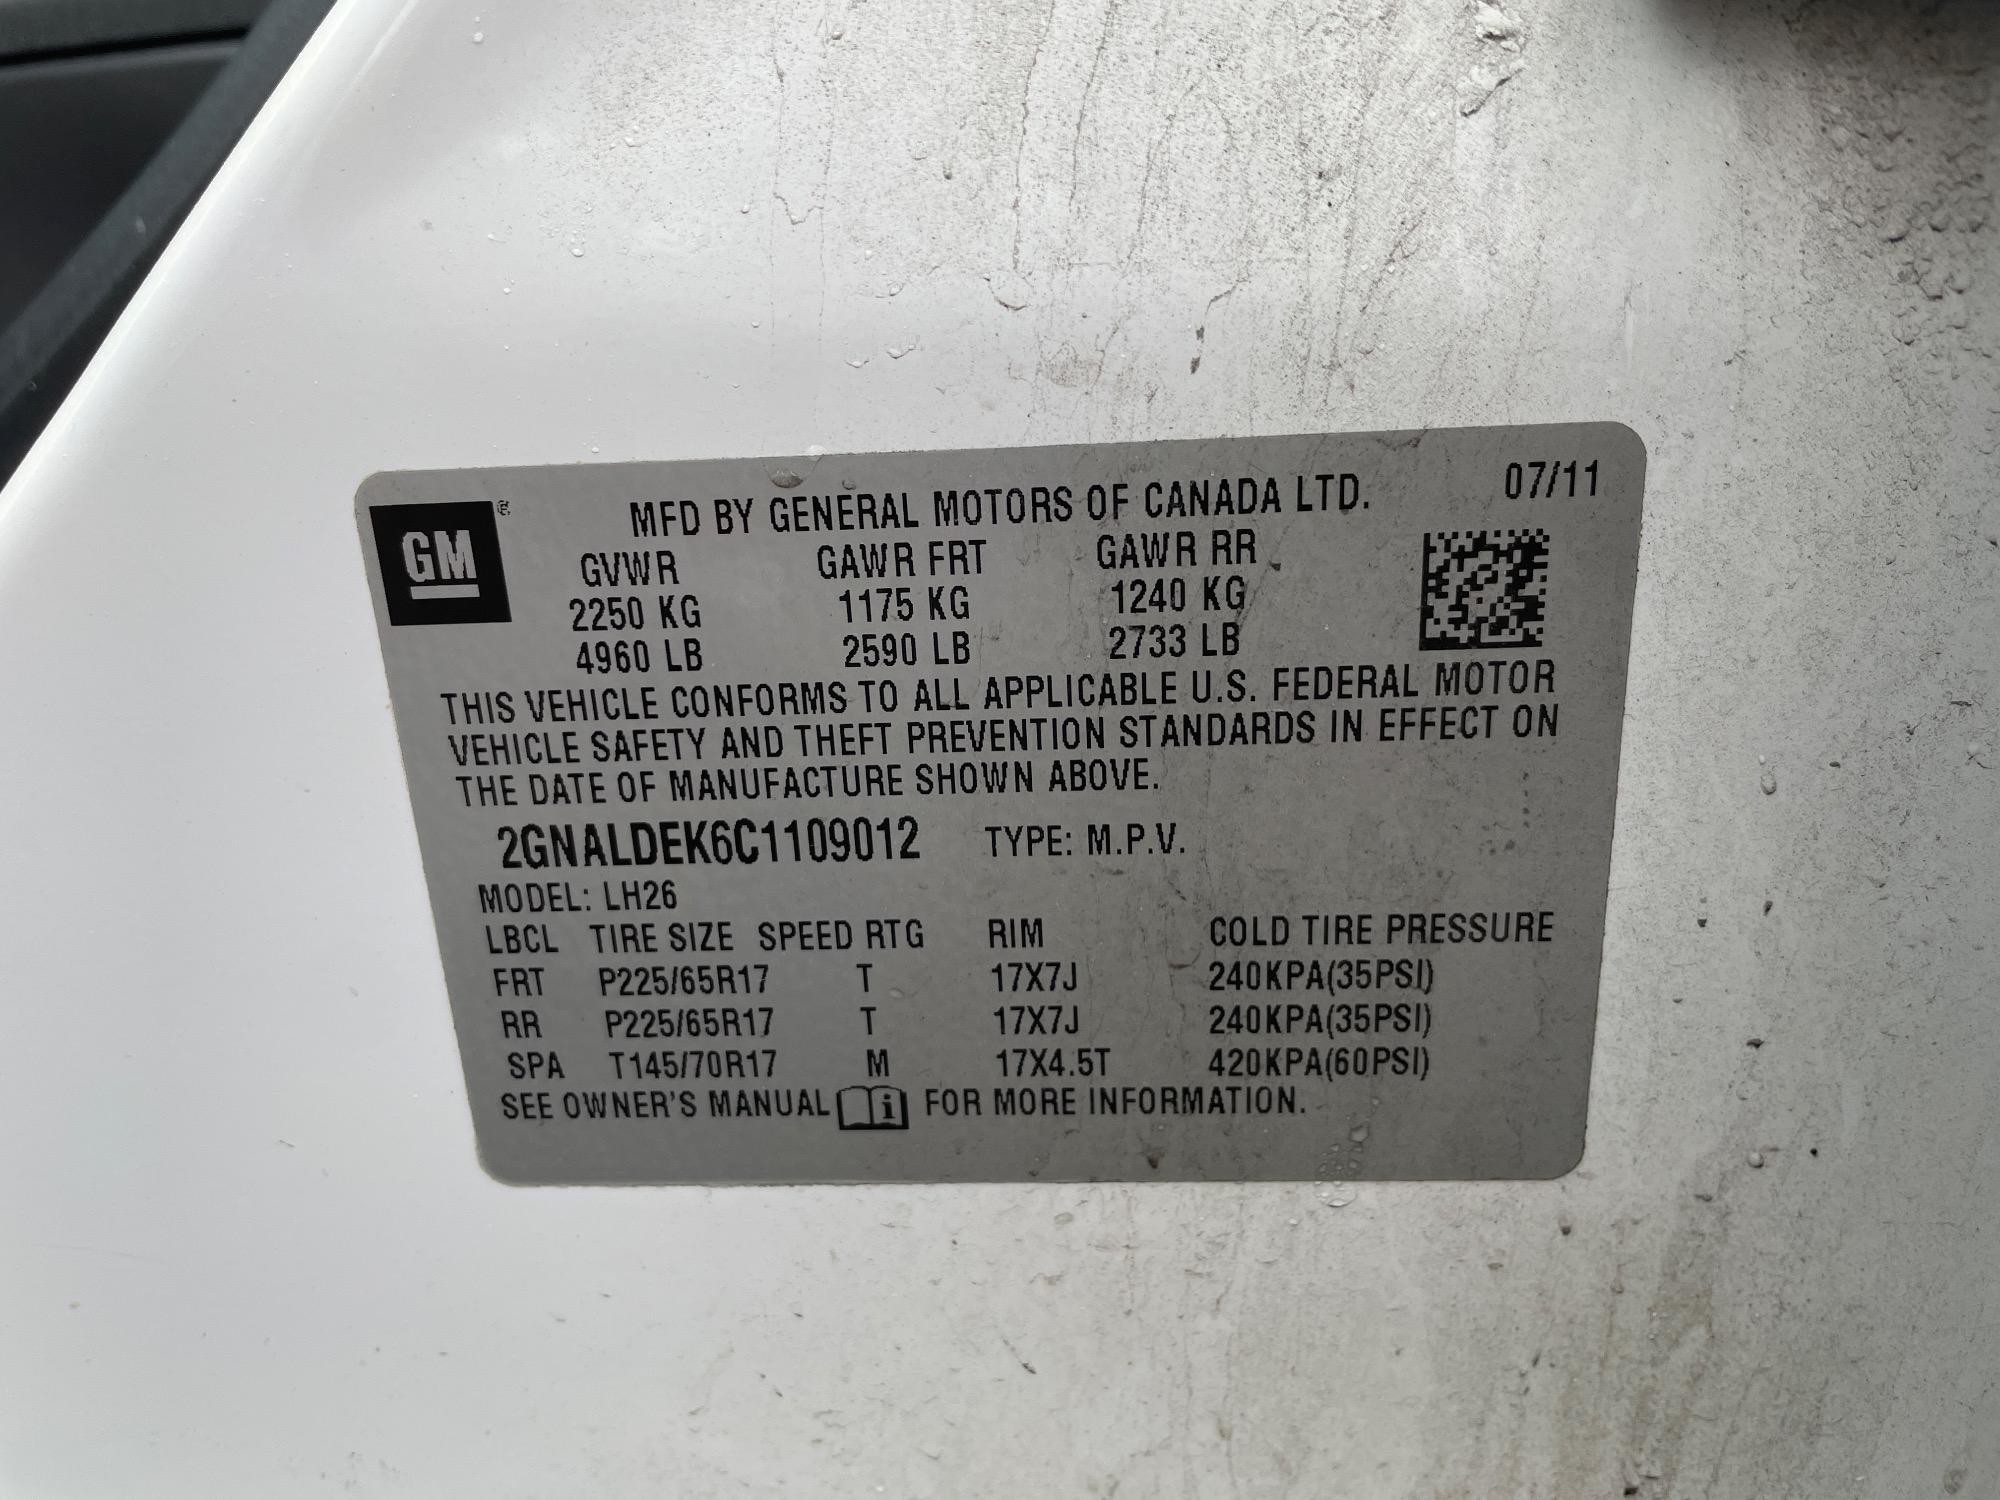 07/11
GM ®
MFD BY GENERAL MOTORS OF CANADA LTD.
GVWR GAWR FRT GAWR RR
2250 KG 1175 KG 1240 KG
4960 LB 2590 LB 2733 LB
THIS VEHICLE CONFORMS TO ALL APPLICABLE U.S. FEDERAL MOTOR
VEHICLE SAFETY AND THEFT PREVENTION STANDARDS IN EFFECT ON
THE DATE OF MANUFACTURE SHOWN ABOVE.
2GNALDEK6C1109012 TYPE: M.P.V.
MODEL: LH26
LBCL TIRE SIZE SPEED RTG RIM COLD TIRE PRESSURE
FRT P225/65R17 T 17X7J 240KPA(35PSI)
RR P225/65R17 T 17X7J 240KPA(35PSI)
SPA T145/70R17 M 17X4.5T 420KPA(60PSI)
SEE OWNER'S MANUAL i FOR MORE INFORMATION.